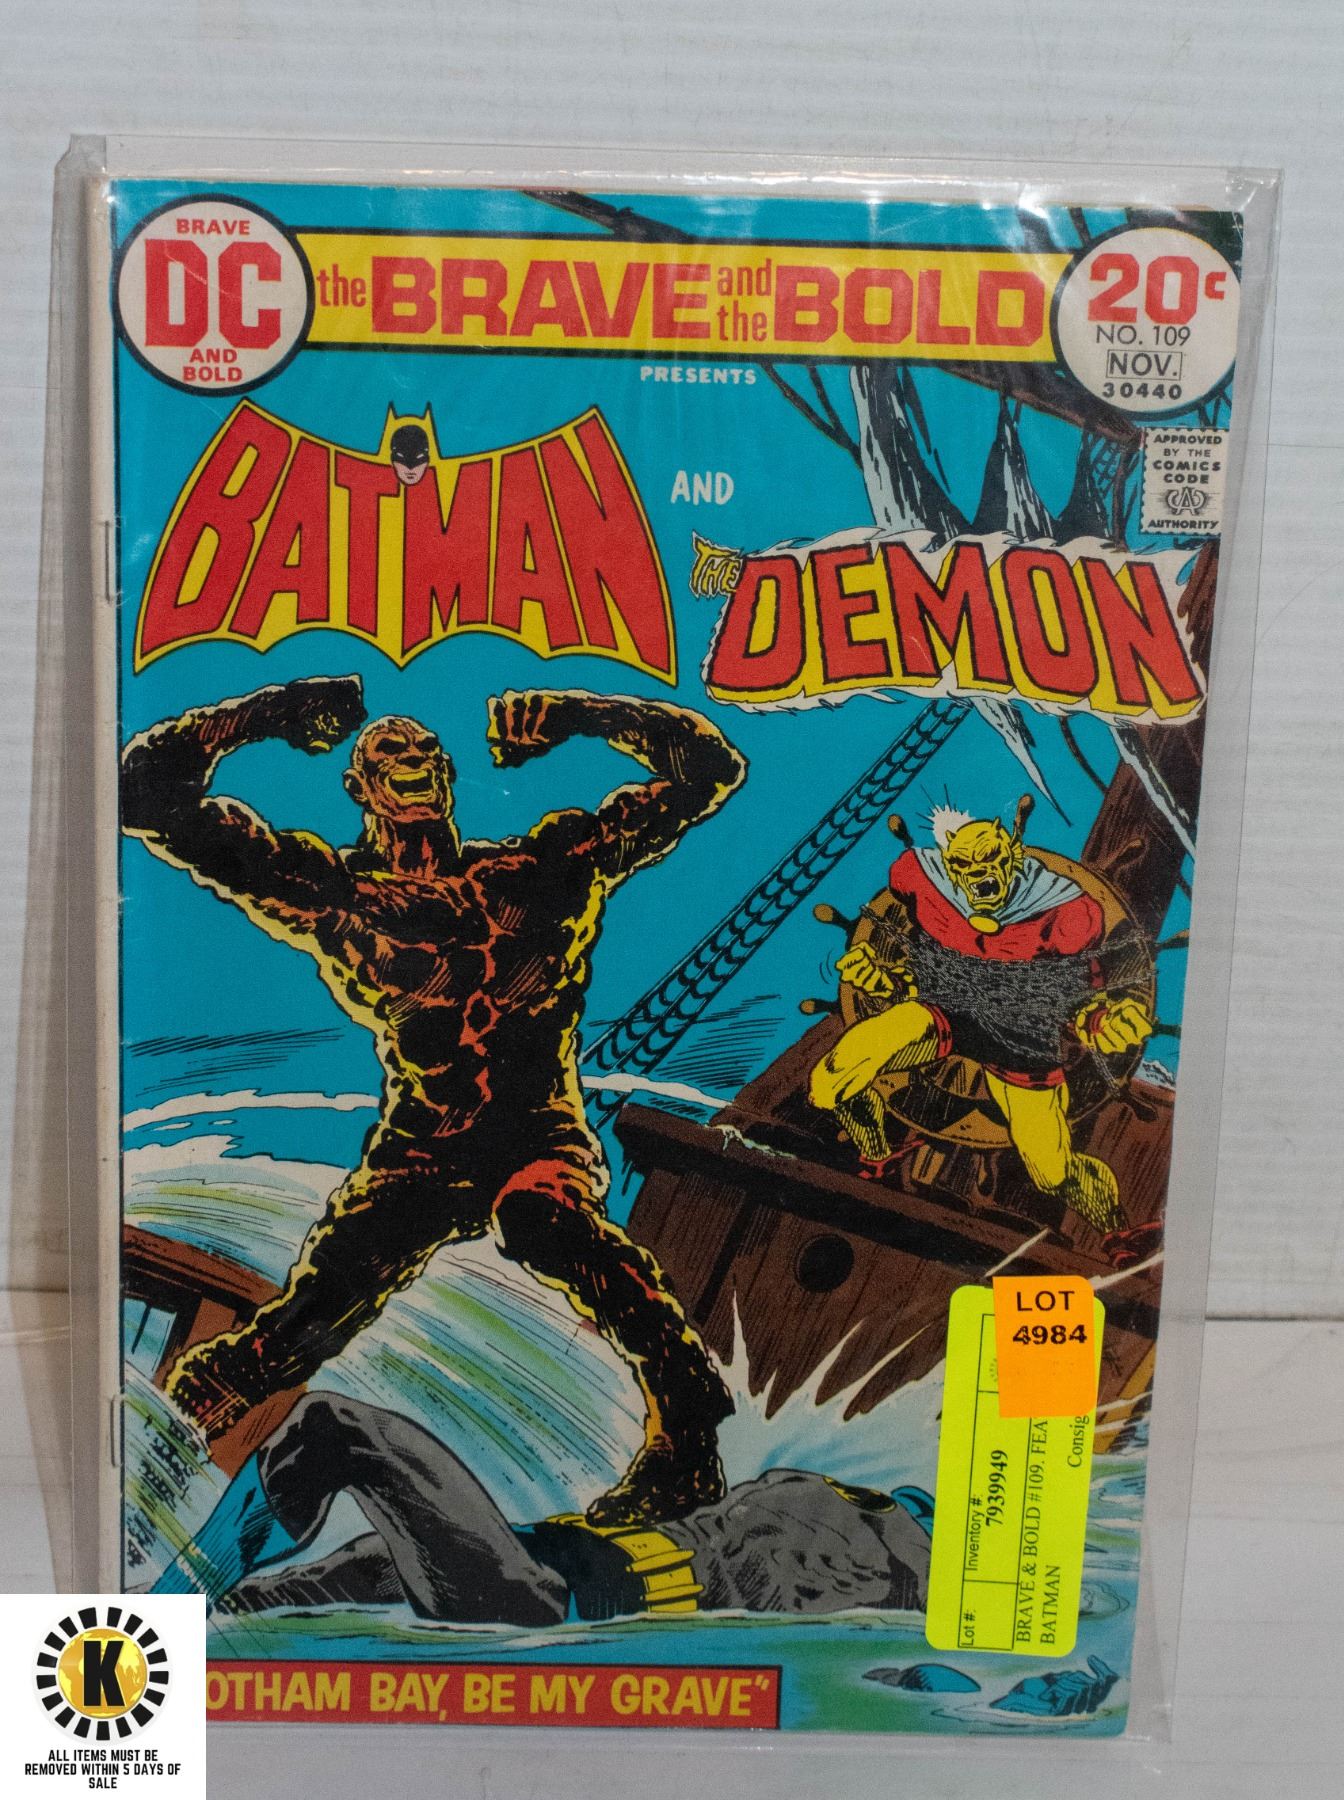 BRAVE
DC
AND
BOLD
the BRAVE and the BOLD
20c
NO. 109
NOV.
30440
PRESENTS
APPROVED
BY THE
COMICS
CODE
AUTHORITY
BATMAN
AND
THE DEMON
LOT
4984
Lot #:
Inventory #:
7939949
BRAVE & BOLD #109. FEA
BATMAN
Consig
OTHAM BAY, BE MY GRAVE"
K
ALL ITEMS MUST BE
REMOVED WITHIN 5 DAYS OF
SALE